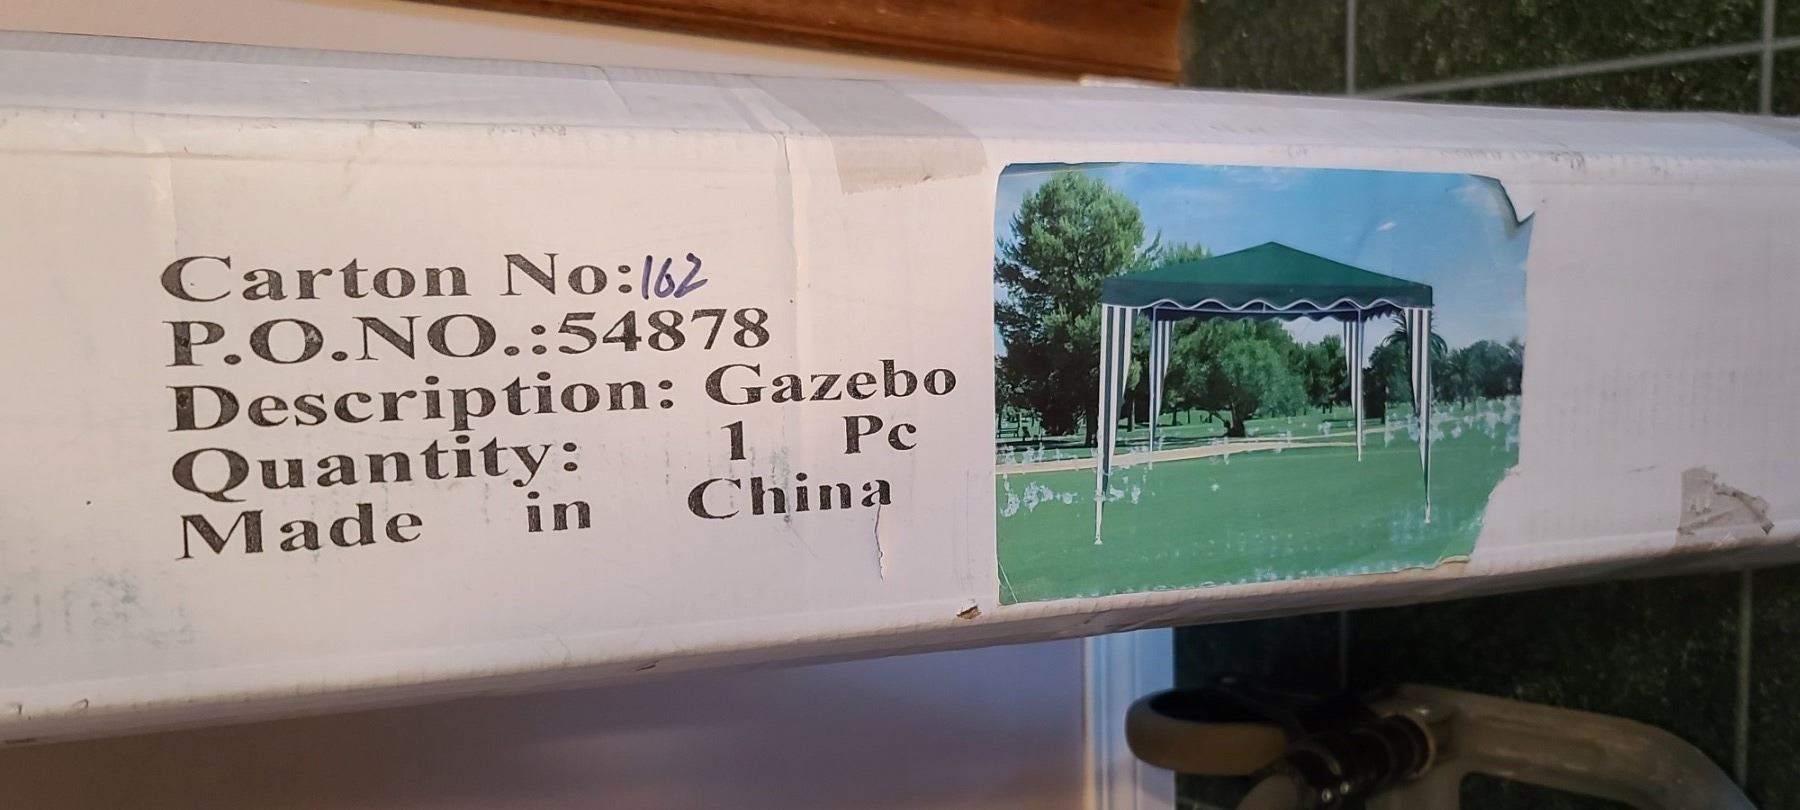 Carton No:162
P.O.NO.:54878
Description: Gazebo
Quantity: 1 Pc
Made in China